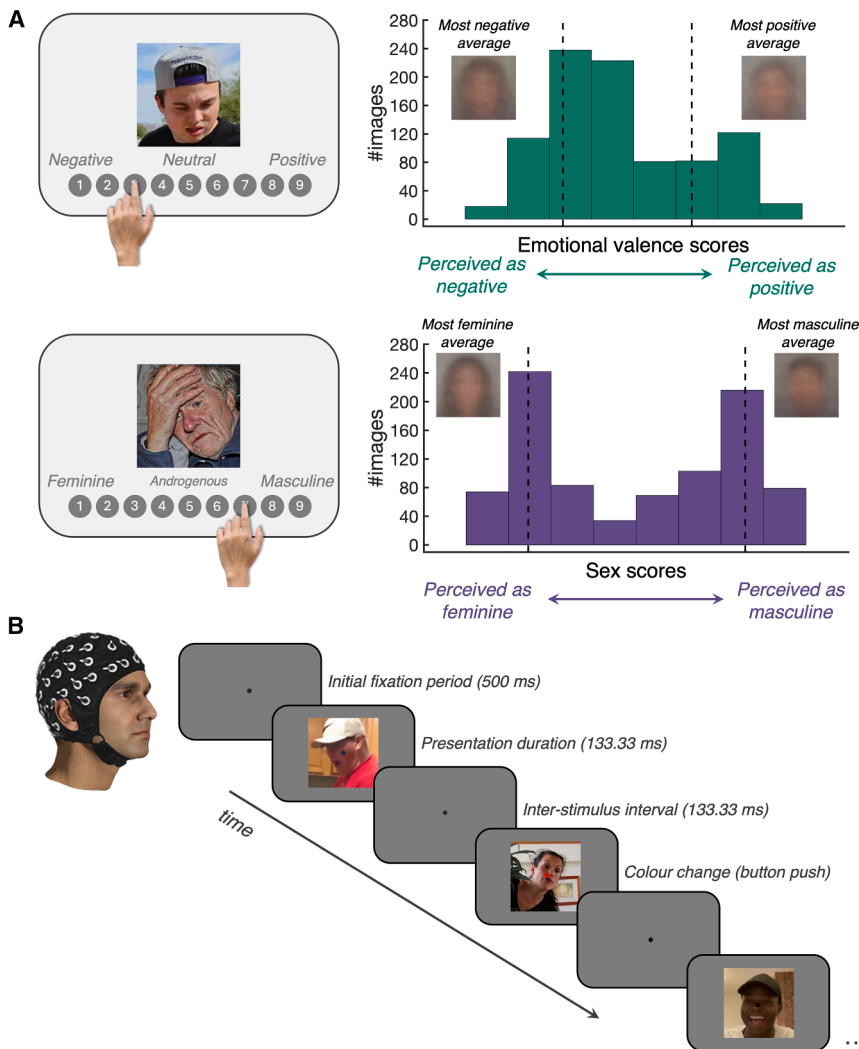 A
Negative Neutral Positive
1 2 3 4 5 6 7 8 9
280
240
200
160
120
80
40
0
#images
Most negative
average
Most positive
average
Emotional valence scores
Perceived as
negative
Perceived as
positive
Feminine Androgenous Masculine
1 2 3 4 5 6 7 8 9
280
240
200
160
120
80
40
0
#images
Most feminine
average
Most masculine
average
Sex scores
Perceived as
feminine
Perceived as
masculine
B
Initial fixation period (500 ms)
Presentation duration (133.33 ms)
Inter-stimulus interval (133.33 ms)
Colour change (button push)
time
..